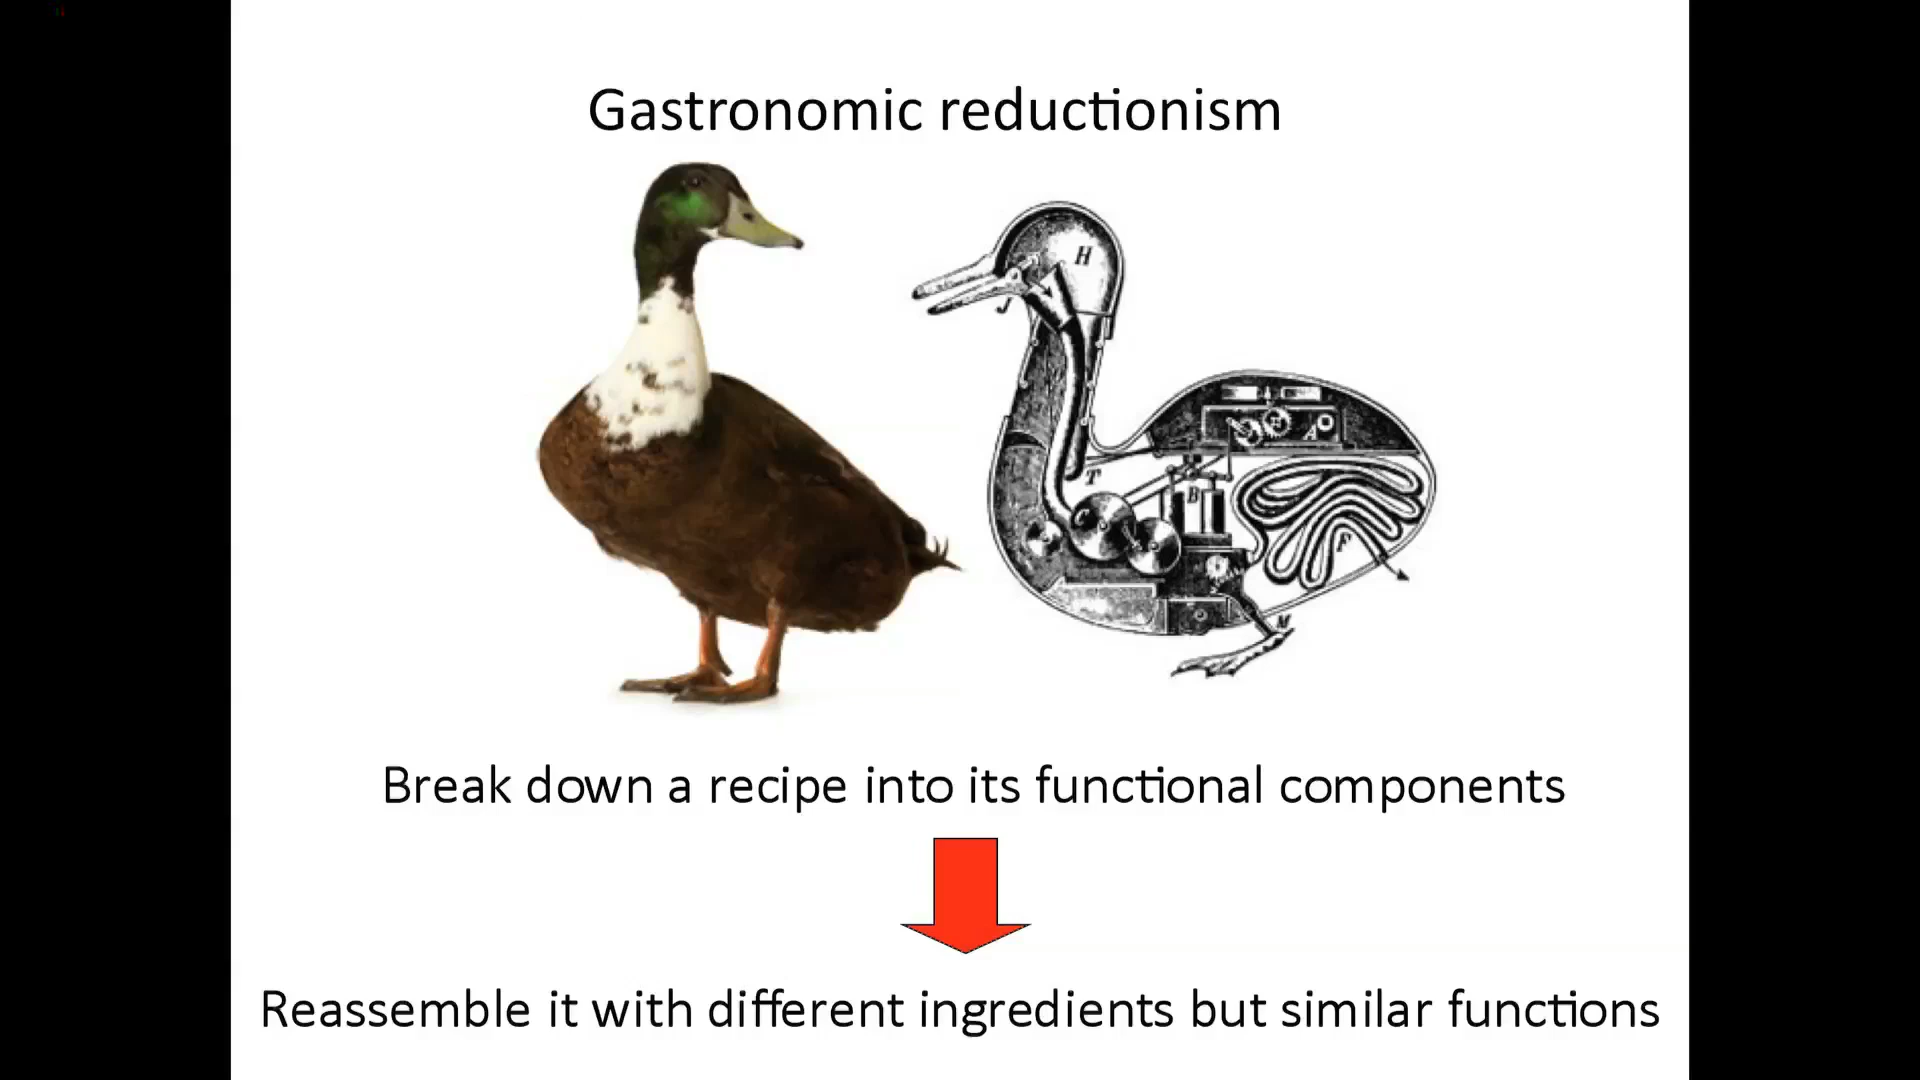 Gastronomic reductionism
H
J
A
T
B
C
F
M
Break down a recipe into its functional components
Reassemble it with different ingredients but similar functions